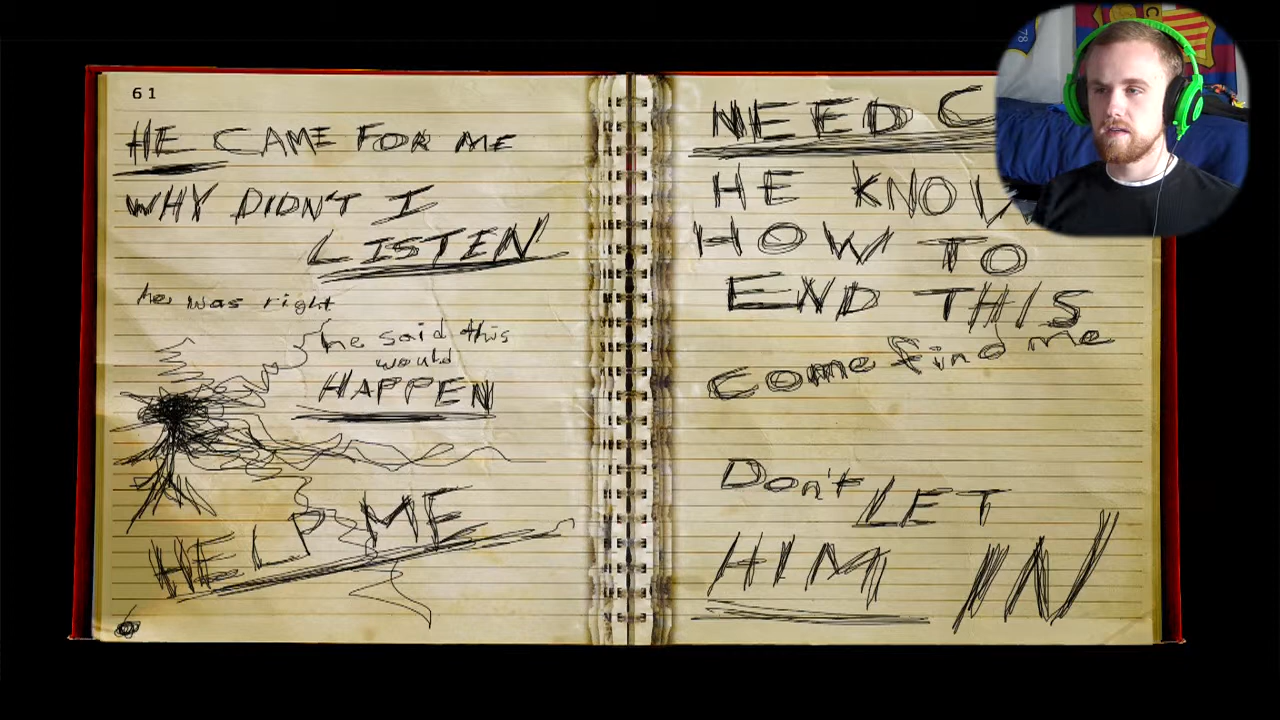 61
HE CAME FOR ME
WHY DIDN'T I
LISTEN
he was right
he said this
would
HAPPEN
HELP ME
NEED C
HE KNOW
HOW TO
END THIS
come find me
Don't LET
HIM IN
78